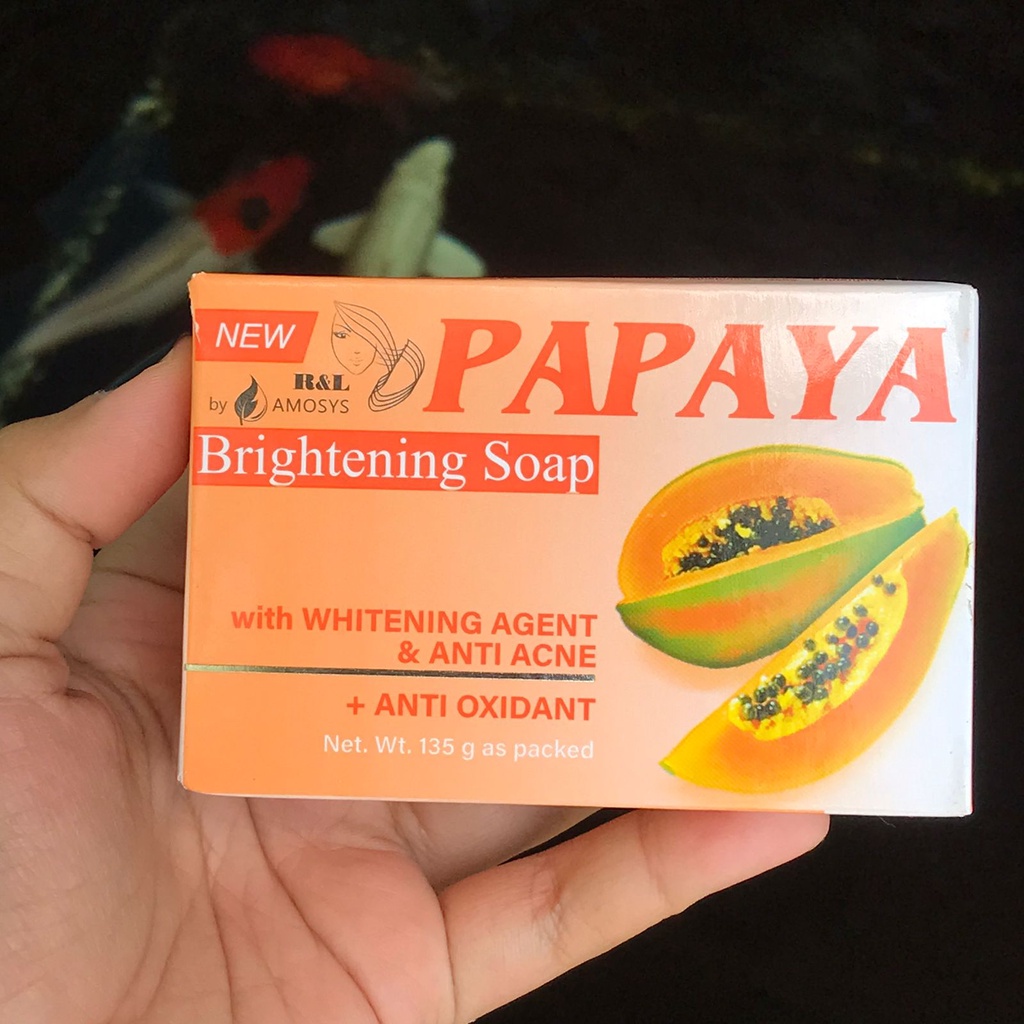 NEW
R&L
by AMOSYS
PAPAYA
Brightening Soap
with WHITENING AGENT
& ANTI ACNE
+ ANTI OXIDANT
Net. Wt. 135 g as packed